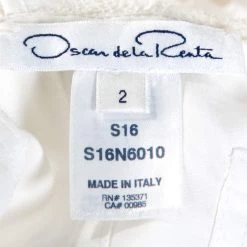 Oscar de la Renta
2
S16
S16N6010
MADE IN ITALY
RN# 135371
CA# 00985